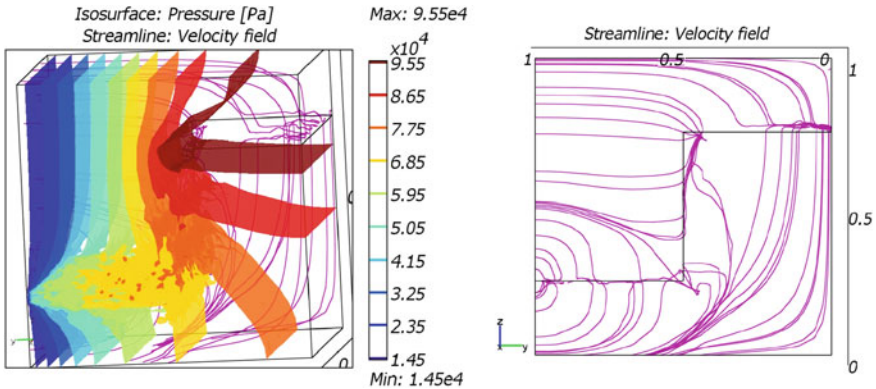 Isosurface: Pressure [Pa]
Streamline: Velocity field
Max: 9.55e4
x10⁴
9.55
8.65
7.75
6.85
5.95
5.05
4.15
3.25
2.35
1.45
Min: 1.45e4
y
0
Streamline: Velocity field
1
0.5
0
1
0.5
0
z
x
y